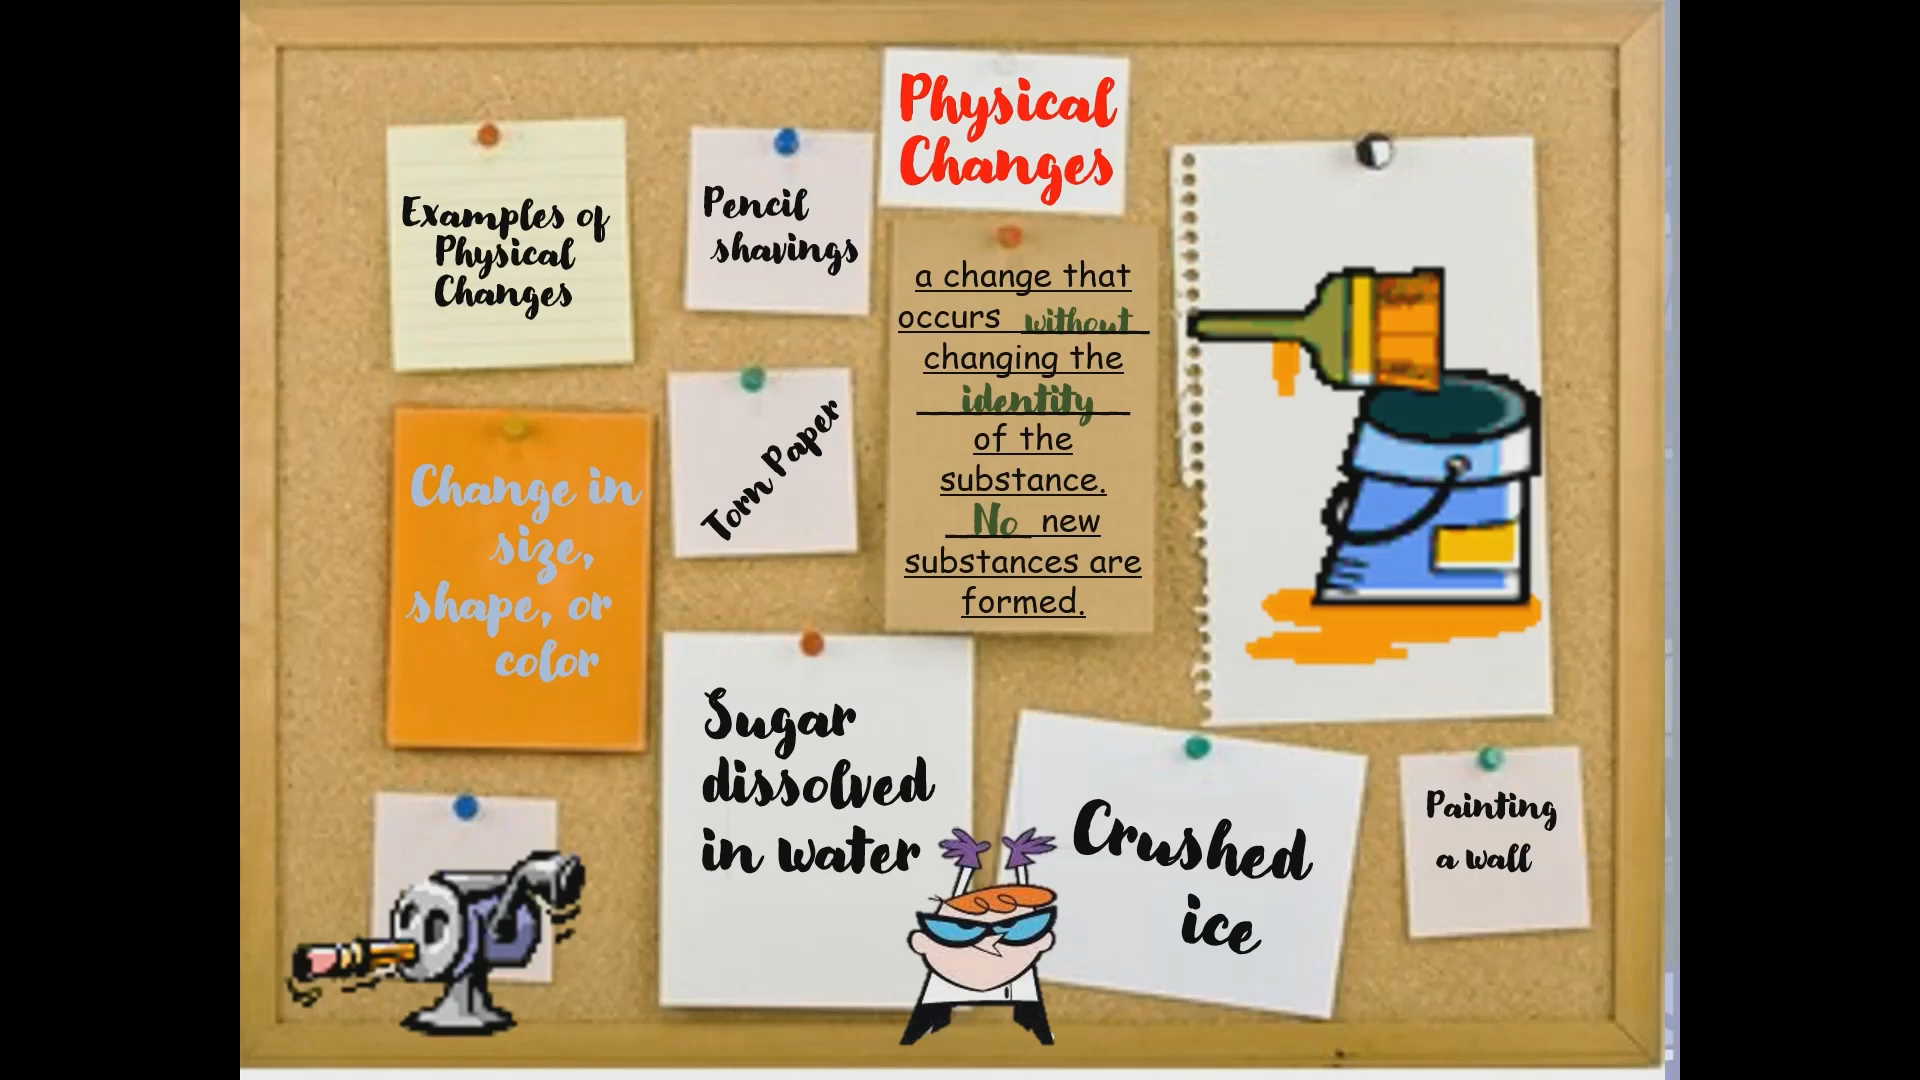 Physical
Changes
Examples of
Physical
Changes
Pencil
shavings
a change that
occurs without
changing the
identity
of the
substance.
No new
substances are
formed.
Torn Paper
Change in
size,
shape, or
color
Sugar
dissolved
in water
Crushed
ice
Painting
a wall